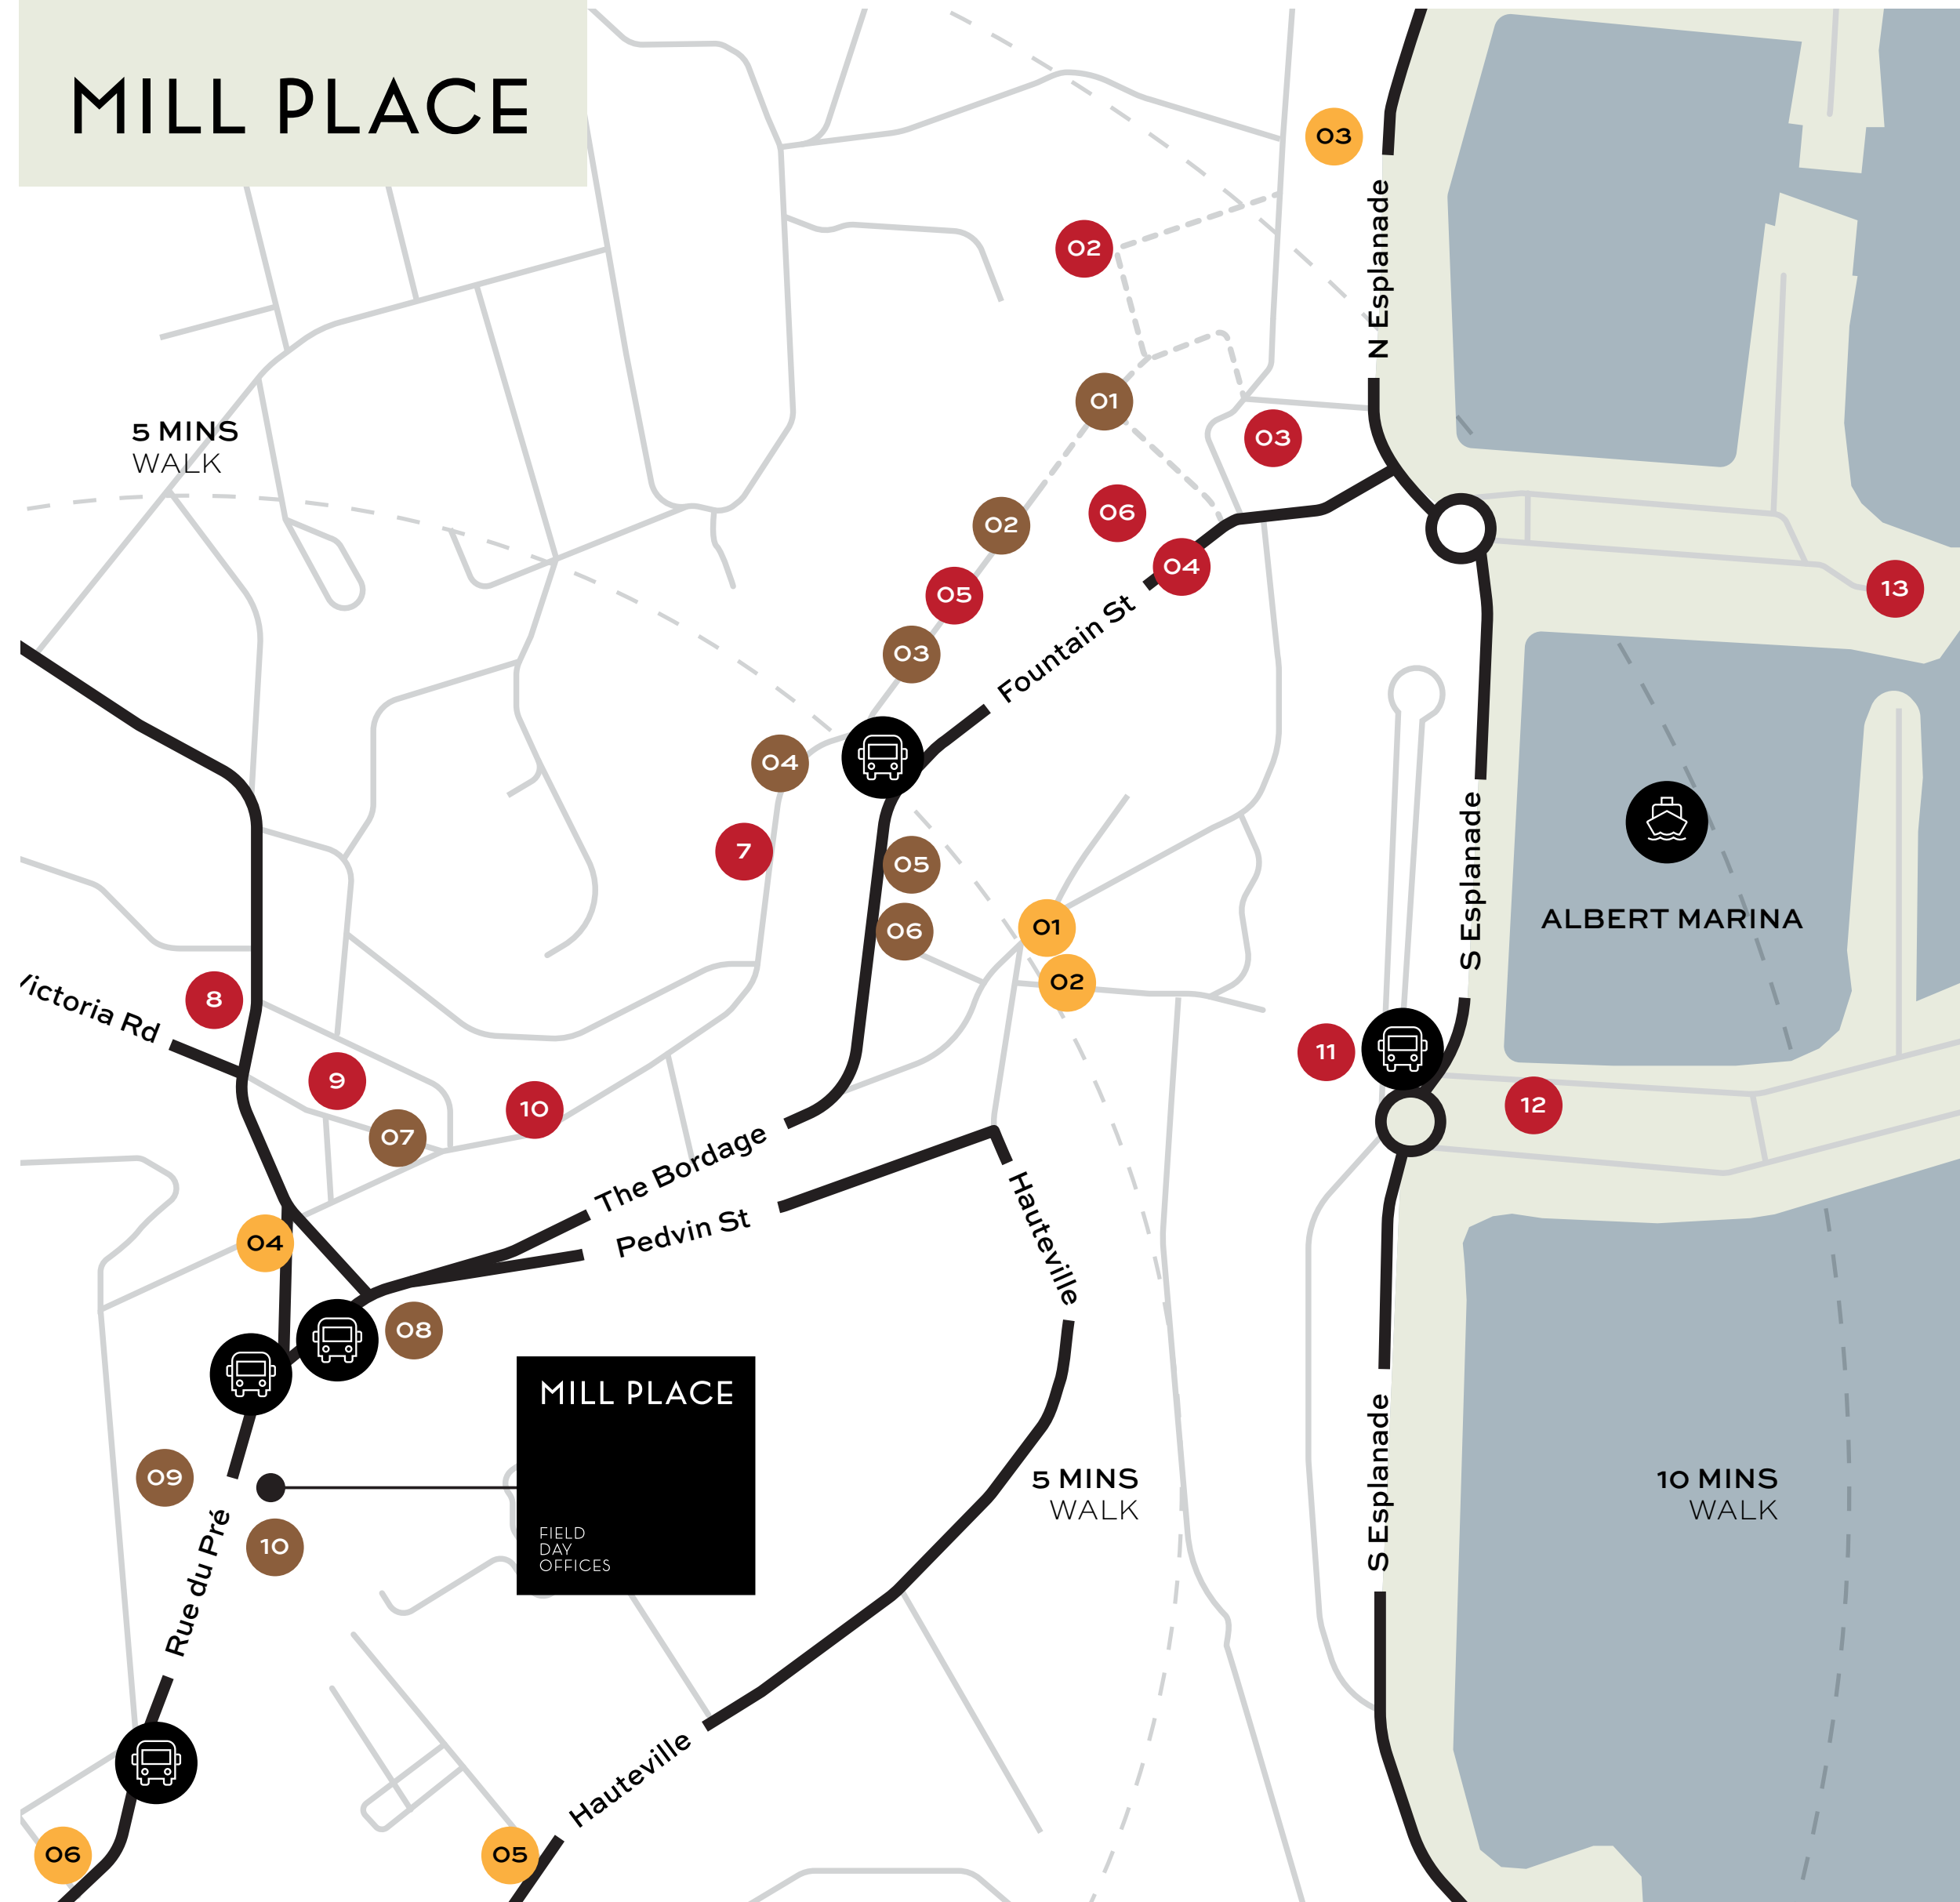 MILL PLACE
03
02
N Esplanade
01
03
5 MINS
WALK
06
02
04
13
05
Fountain St
03
04
7
05
S Esplanade
ALBERT MARINA
01
06
02
8
Victoria Rd
11
9
12
10
07
The Bordage
Pedvin St
Hauteville
04
08
MILL PLACE
FIELD
DAY
OFFICES
09
10
Rue du Pré
5 MINS
WALK
S Esplanade
10 MINS
WALK
Hauteville
06
05